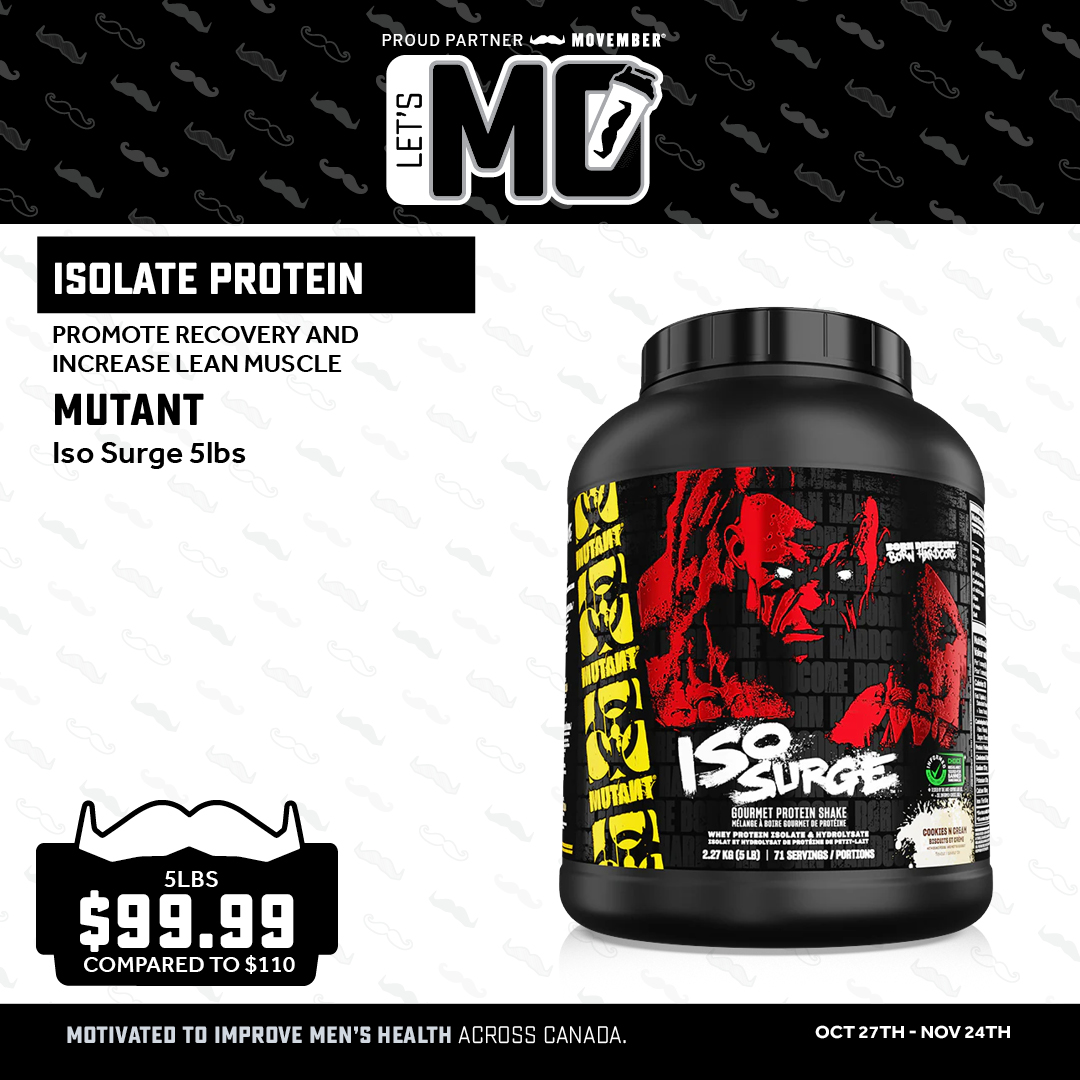 PROUD PARTNER MOVEMBER®
LET'S
MO
ISOLATE PROTEIN
PROMOTE RECOVERY AND
INCREASE LEAN MUSCLE
MUTANT
Iso Surge 5lbs
MUTANT
MUTANT
MUTANT
BORN DIFFERENT
BORN HARDCORE
ISO
SURGE
GOURMET PROTEIN SHAKE
MÉLANGE À BOIRE GOURMET DE PROTÉINE
WHEY PROTEIN ISOLATE & HYDROLYSATE
ISOLAT ET HYDROLYSAT DE PROTÉINE DE PETIT-LAIT
2.27 KG (5 LB) | 71 SERVINGS / PORTIONS
INFORMED
CHOICE
COOKIES N CREAM
BISCUITS ET CRÈME
5LBS
$99.99
COMPARED TO $110
MOTIVATED TO IMPROVE MEN'S HEALTH ACROSS CANADA.
OCT 27TH - NOV 24TH